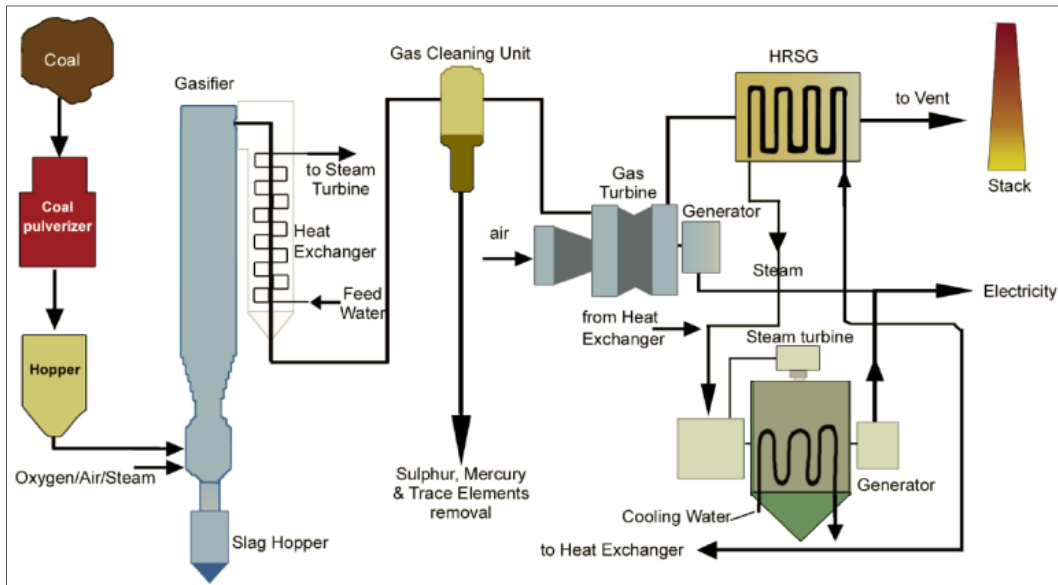 Coal
Coal
pulverizer
Hopper
Oxygen/Air/Steam
Gasifier
Slag Hopper
to Steam
Turbine
Heat
Exchanger
Feed
Water
Gas Cleaning Unit
Sulphur, Mercury
& Trace Elements
removal
air
Gas
Turbine
Generator
HRSG
to Vent
Stack
Steam
Electricity
from Heat
Exchanger
Steam turbine
Generator
Cooling Water
to Heat Exchanger